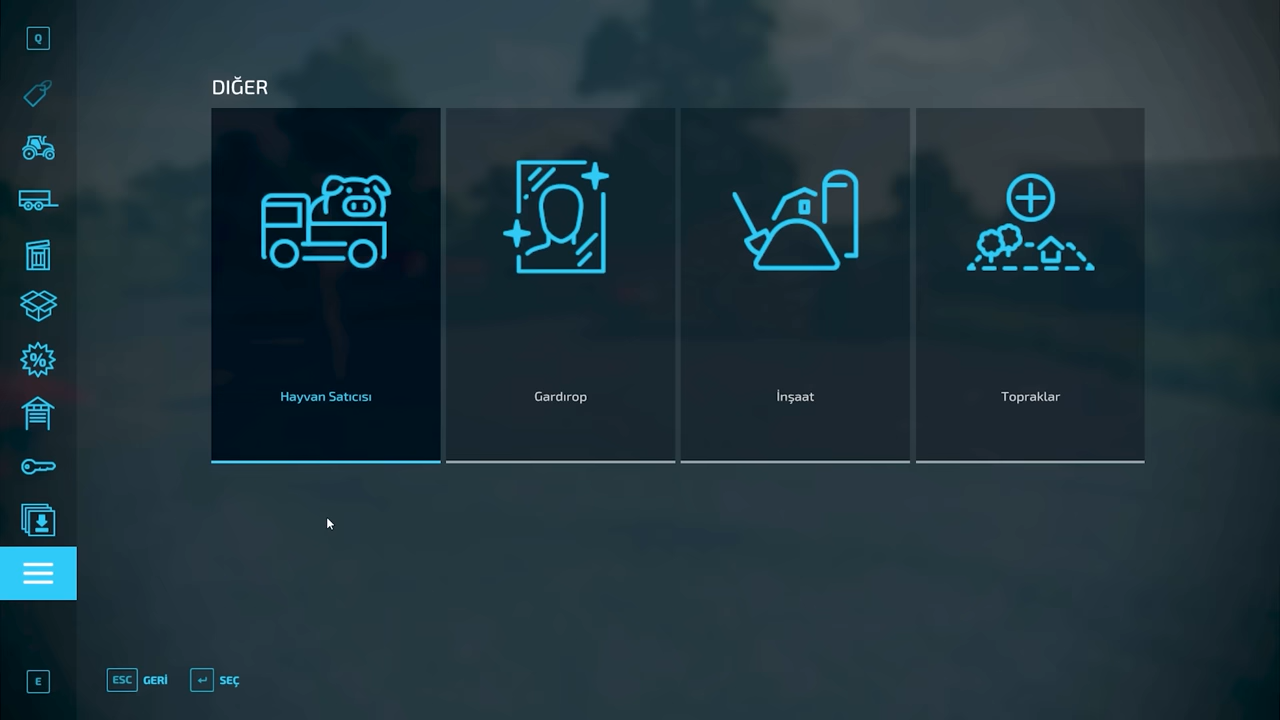 Q
DIĞER
Hayvan Satıcısı
Gardırop
İnşaat
Topraklar
%
E
ESC GERİ
↵ SEÇ